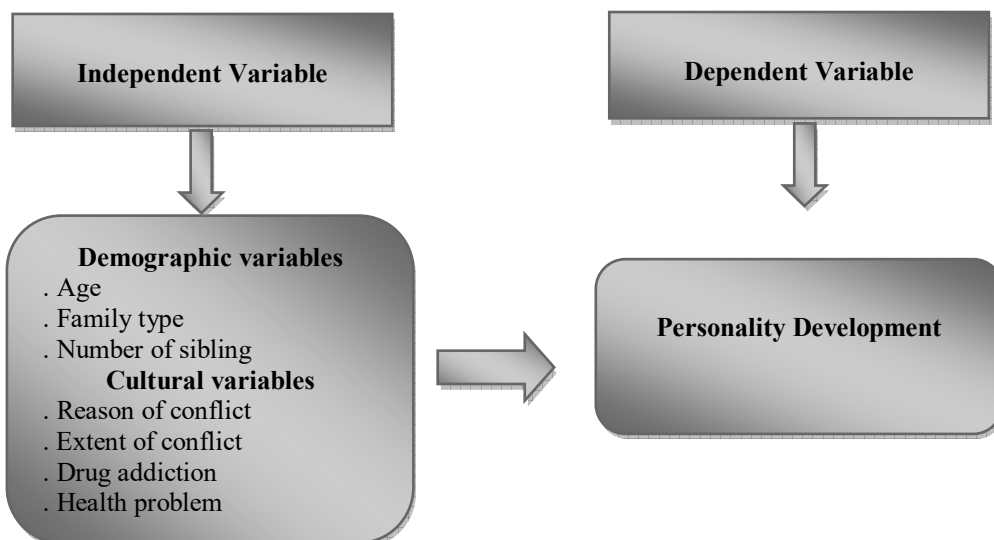 Independent Variable
Dependent Variable
Demographic variables
. Age
. Family type
. Number of sibling
Cultural variables
. Reason of conflict
. Extent of conflict
. Drug addiction
. Health problem
Personality Development